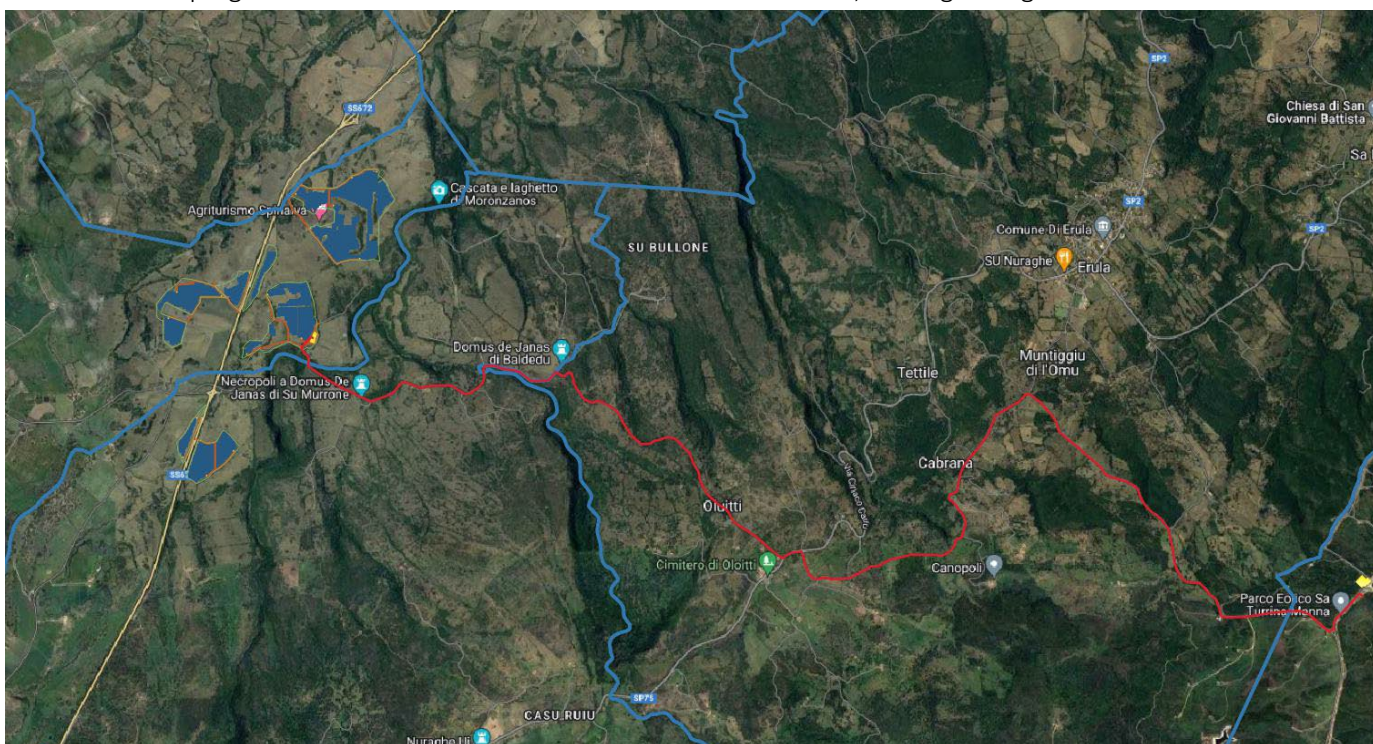 SP2
SS672
Chiesa di San
Giovanni Battista
Cascata e laghetto
di Moronzanos
Agriturismo Spinalva
SP2
Comune Di Erula
SU Nuraghe
Erula
SP2
SU BULLONE
Domus de Janas
di Baldedu
Muntiggiu
di l'Omu
Tettile
Necropoli a Domus De
Janas di Su Murrone
Cabrana
Oloitti
Cimitero di Oloitti
Canopoli
Parco Eolico Sa
Turrina Manna
SP75
CASU RUIU
Nuraghe